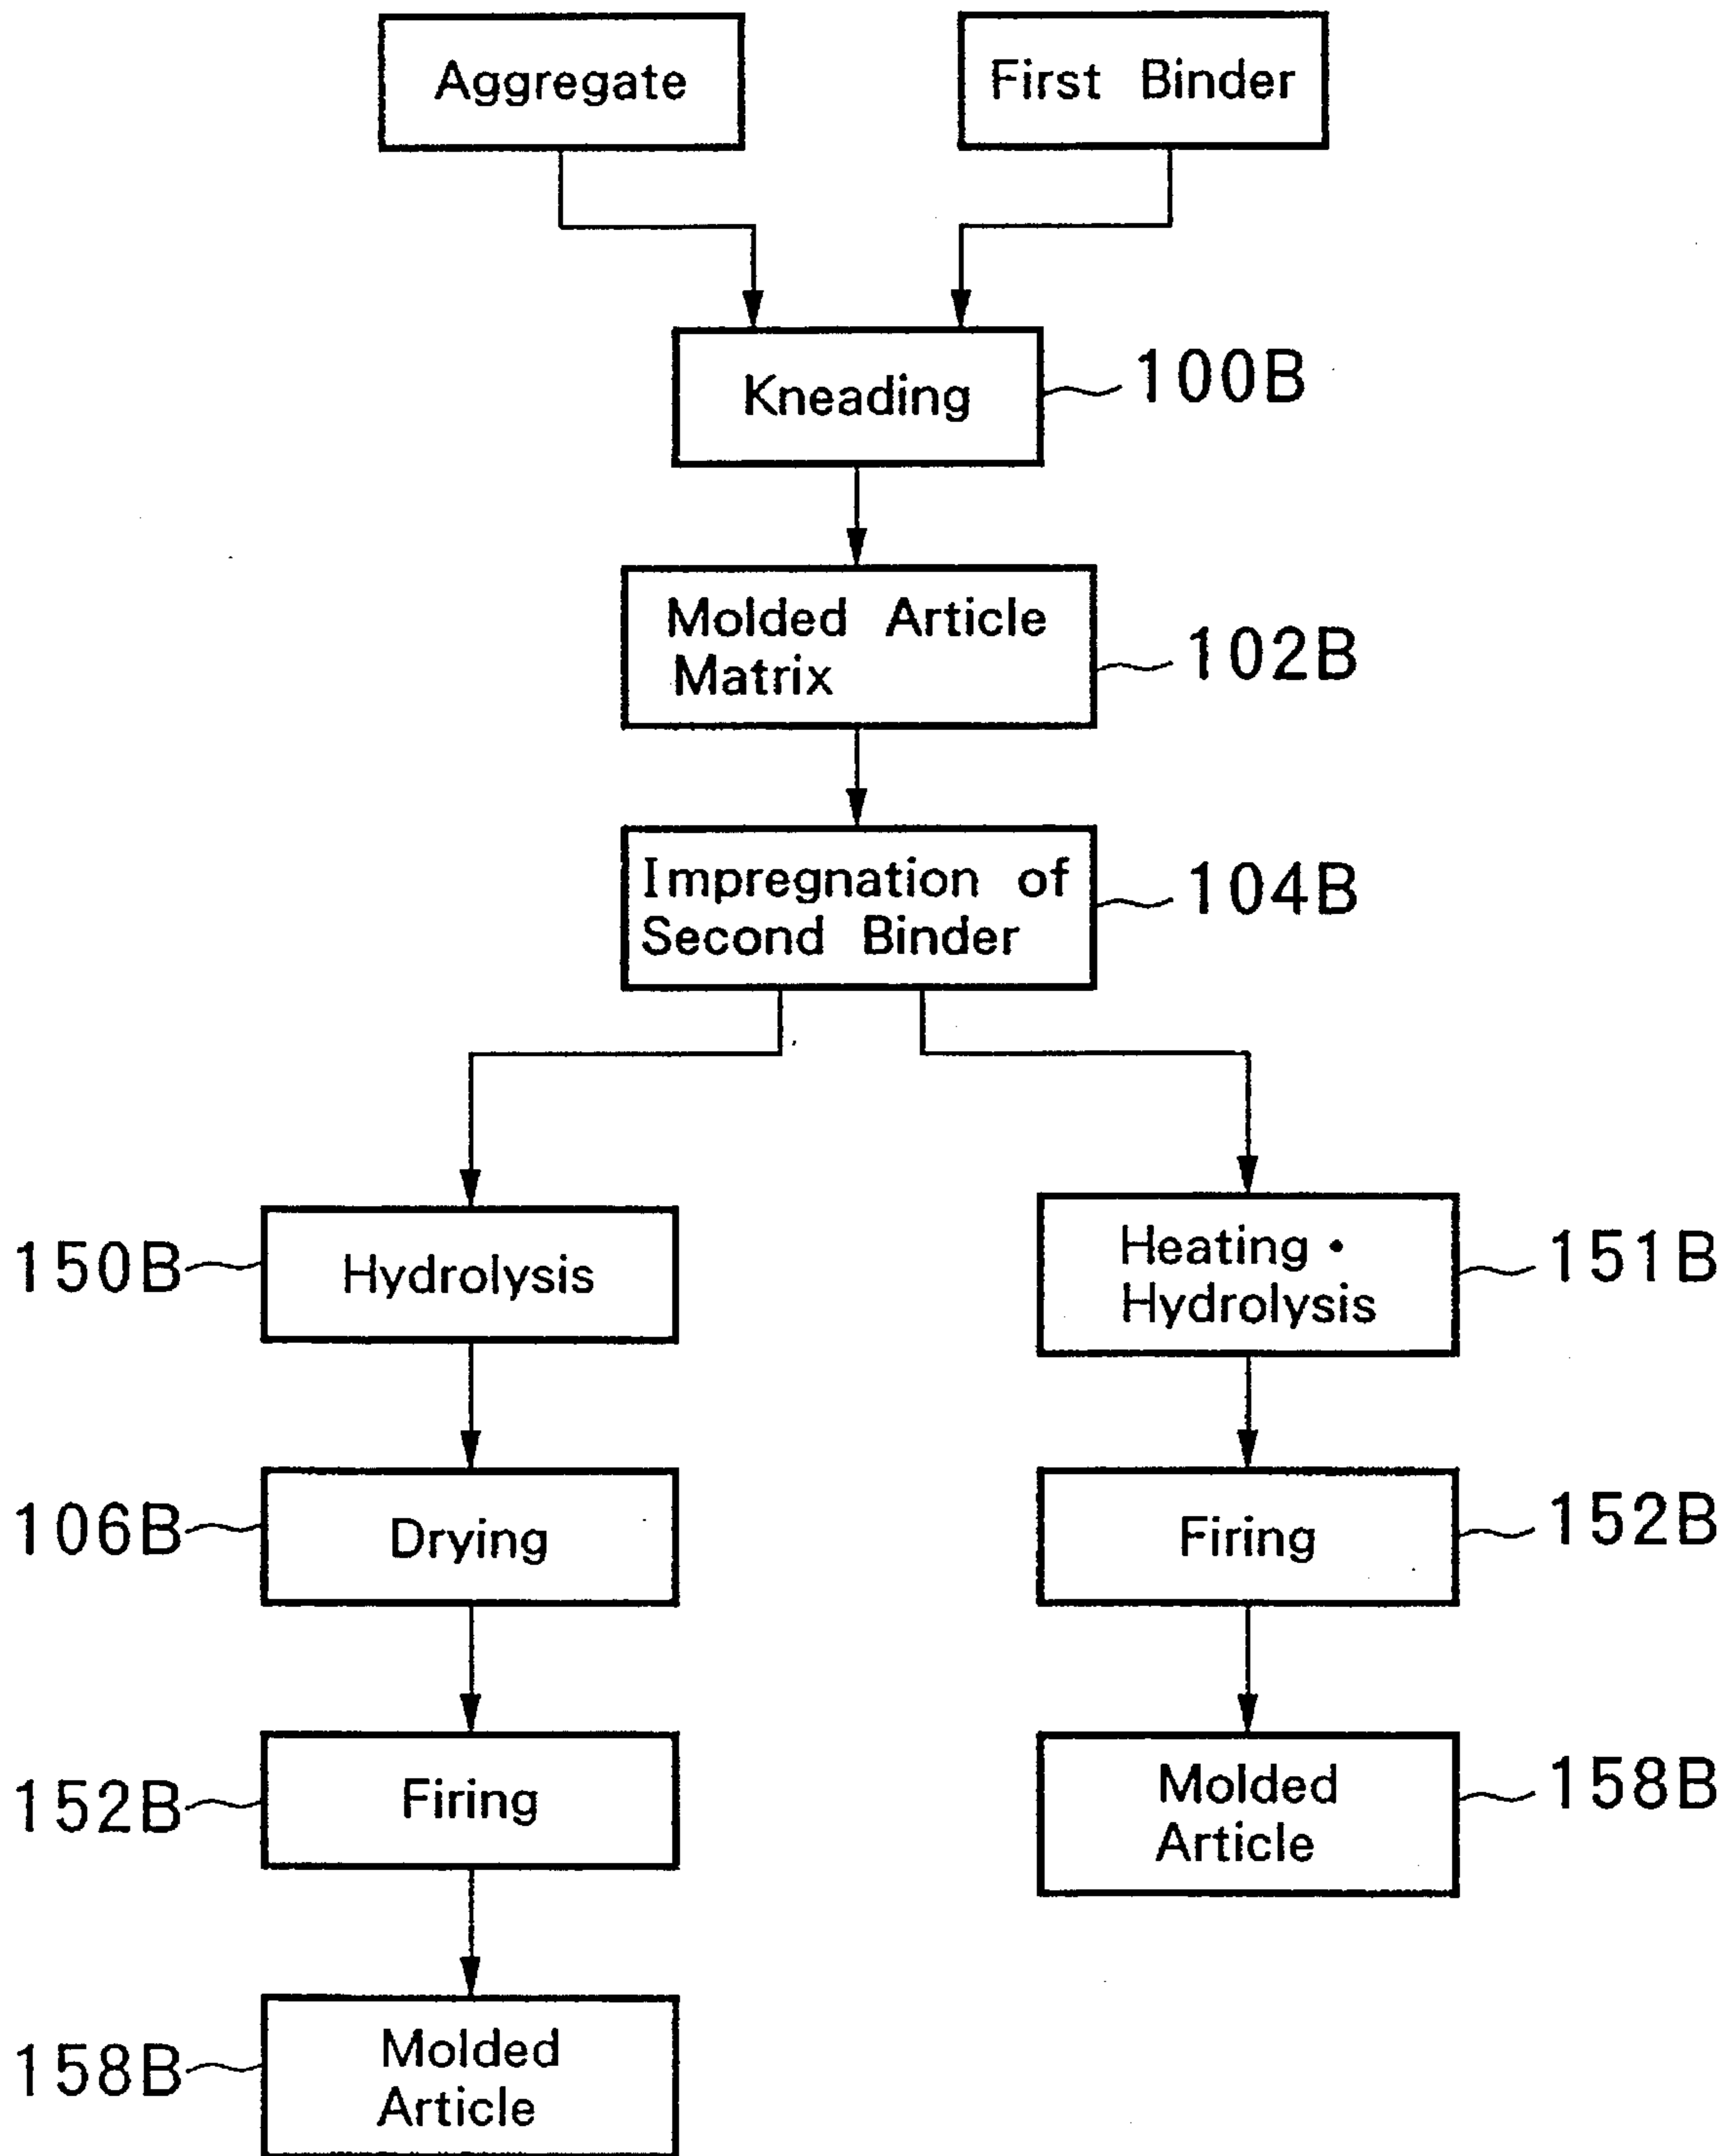 Aggregate
First Binder
Kneading
100B
Molded Article
Matrix
102B
Impregnation of
Second Binder
104B
150B
Hydrolysis
Heating・
Hydrolysis
151B
106B
Drying
Firing
152B
152B
Firing
Molded
Article
158B
158B
Molded
Article